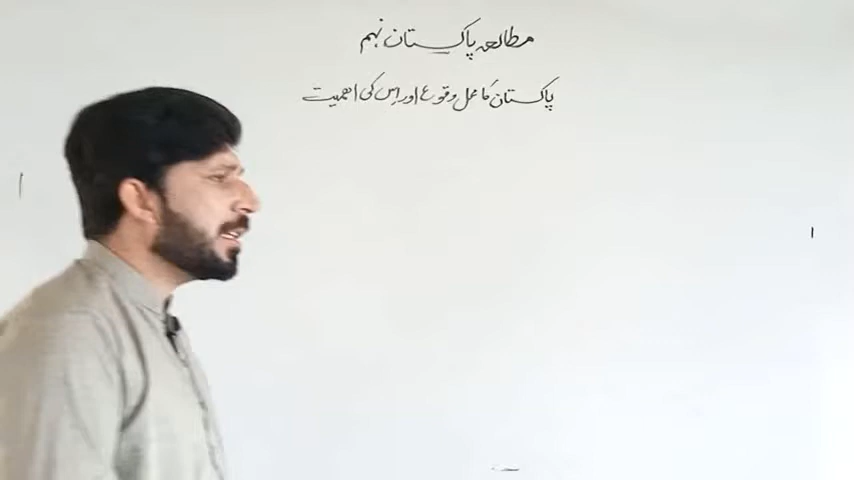 مطالعہ پاکستان نہم
پاکستان کا محل وقوع اور اس کی اہمیت